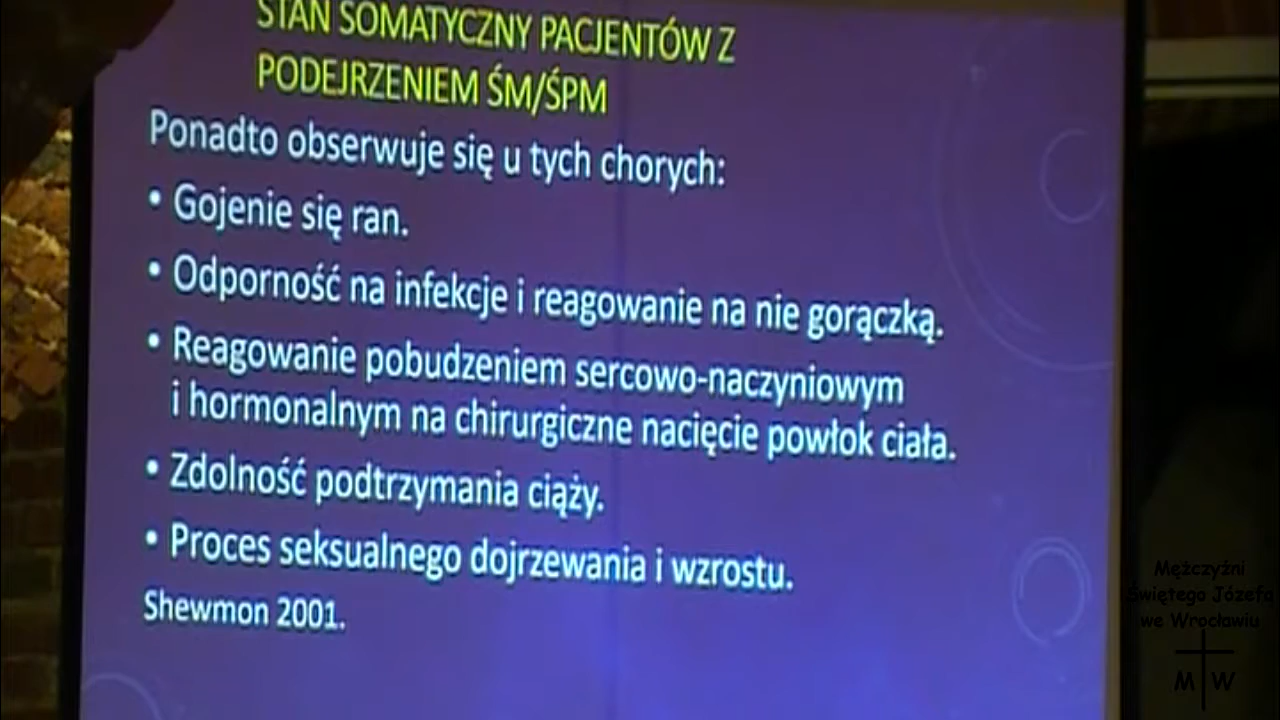 STAN SOMATYCZNY PACJENTÓW Z
PODEJRZENIEM ŚM/ŚPM
Ponadto obserwuje się u tych chorych:
• Gojenie się ran.
• Odporność na infekcje i reagowanie na nie gorączką.
• Reagowanie pobudzeniem sercowo-naczyniowym
i hormonalnym na chirurgiczne nacięcie powłok ciała.
• Zdolność podtrzymania ciąży.
• Proces seksualnego dojrzewania i wzrostu.
Shewmon 2001.
Mężczyźni
Świętego Józefa
we Wrocławiu
M W